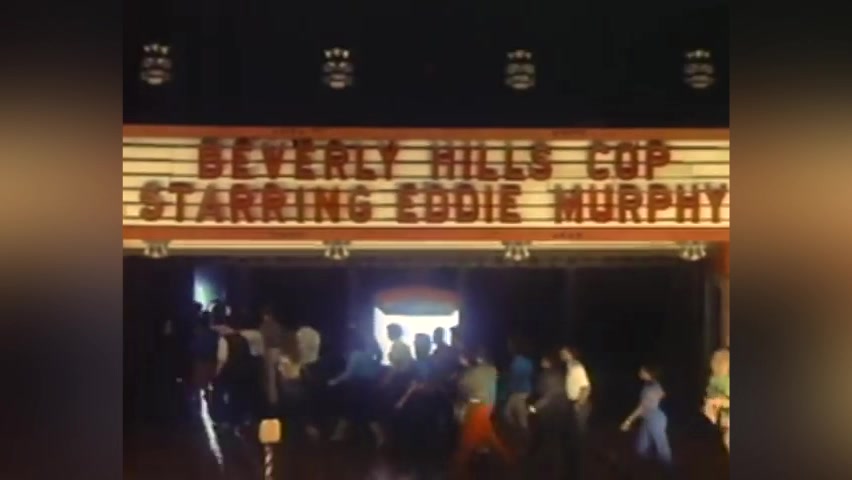 BEVERLY HILLS COP
STARRING EDDIE MURPHY